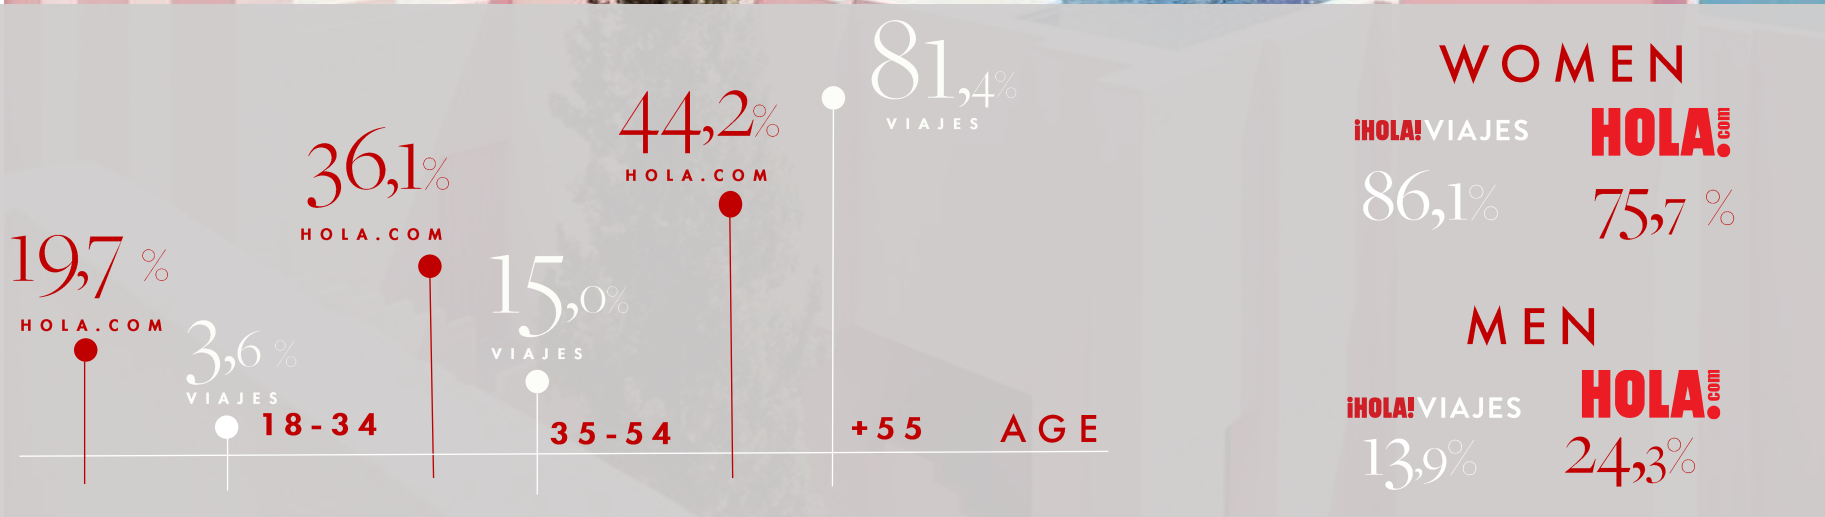 19,7 %
HOLA.COM
3,6 %
VIAJES
18-34
36,1%
HOLA.COM
15,0%
VIAJES
35-54
44,2%
HOLA.COM
81,4%
VIAJES
+55
AGE
WOMEN
¡HOLA! VIAJES
86,1%
HOLA!.com
75,7 %
MEN
¡HOLA! VIAJES
13,9%
HOLA!.com
24,3%